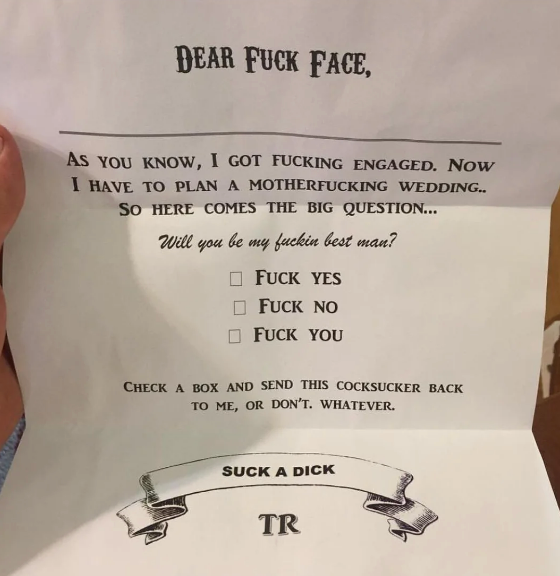 Dear Fuck Face,
As you know, I got fucking engaged. Now
I have to plan a motherfucking wedding..
So here comes the big question...
Will you be my fuckin best man?
☐ Fuck yes
☐ Fuck no
☐ Fuck you
Check a box and send this cocksucker back
to me, or don't. Whatever.
SUCK A DICK
TR